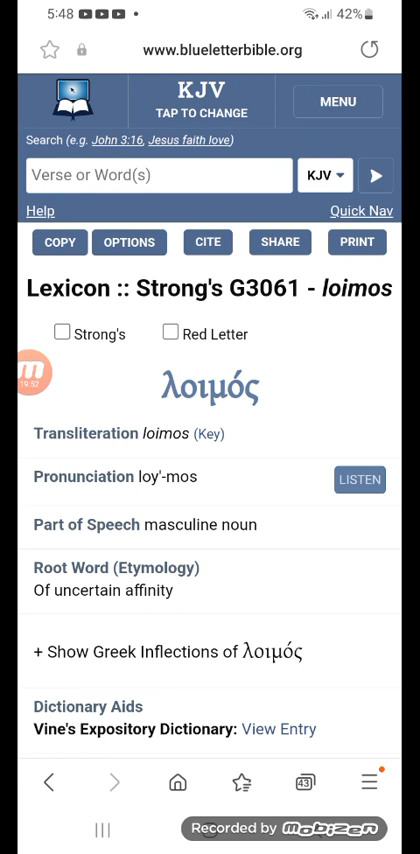 5:48 42%
www.blueletterbible.org
KJV
TAP TO CHANGE
MENU
Search (e.g. John 3:16, Jesus faith love)
Verse or Word(s)
KJV
Help Quick Nav
COPY OPTIONS CITE SHARE PRINT
Lexicon :: Strong's G3061 - loimos
Strong's Red Letter
m
19:52
λοιμός
Transliteration loimos (Key)
Pronunciation loy'-mos
LISTEN
Part of Speech masculine noun
Root Word (Etymology)
Of uncertain affinity
+ Show Greek Inflections of λοιμός
Dictionary Aids
Vine's Expository Dictionary: View Entry
43
Recorded by mobizen